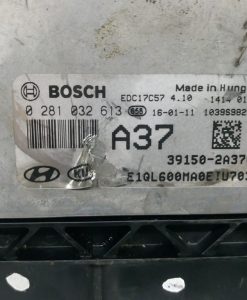 BOSCH
Made in Hung
EDC17C57 4.10
1414 01
0 281 032 613
16-01-11
1039S982
A37
39150-2A37
E1QL600MA0EIU70